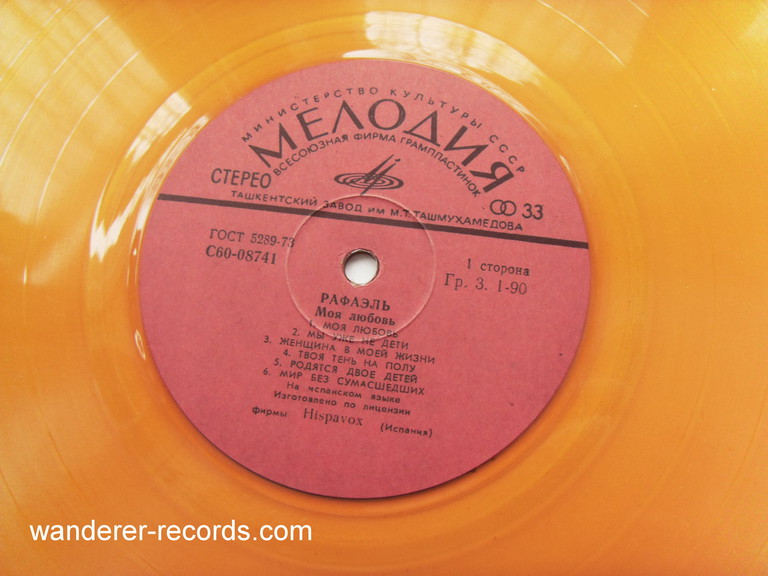 МИНИСТЕРСТВО КУЛЬТУРЫ СССР
МЕЛОДИЯ
ВСЕСОЮЗНАЯ ФИРМА ГРАМПЛАСТИНОК
СТЕРЕО
33
ТАШКЕНТСКИЙ ЗАВОД ИМ М.Т.ТАШМУХАМЕДОВА
ГОСТ 5289-73
С60-08741
1 сторона
Гр. 3. 1-90
РАФАЭЛЬ
Моя любовь
1. МОЯ ЛЮБОВЬ
2. МЫ УЖЕ НЕ ДЕТИ
3. ЖЕНЩИНА В МОЕЙ ЖИЗНИ
4. ТВОЯ ТЕНЬ НА ПОЛУ
5. РОДЯТСЯ ДВОЕ ДЕТЕЙ
6. МИР БЕЗ СУМАСШЕДШИХ
На испанском языке
Изготовлено по лицензии
фирмы Hispavox (Испания)
wanderer-records.com